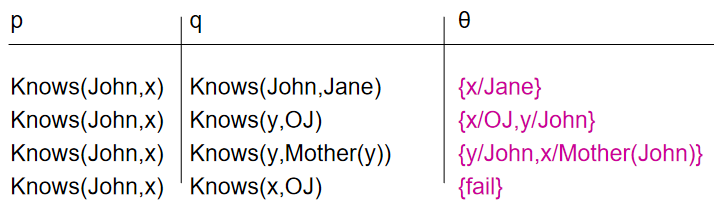 p q θ
Knows(John,x) Knows(John,Jane) {x/Jane}
Knows(John,x) Knows(y,OJ) {x/OJ,y/John}
Knows(John,x) Knows(y,Mother(y)) {y/John,x/Mother(John)}
Knows(John,x) Knows(x,OJ) {fail}